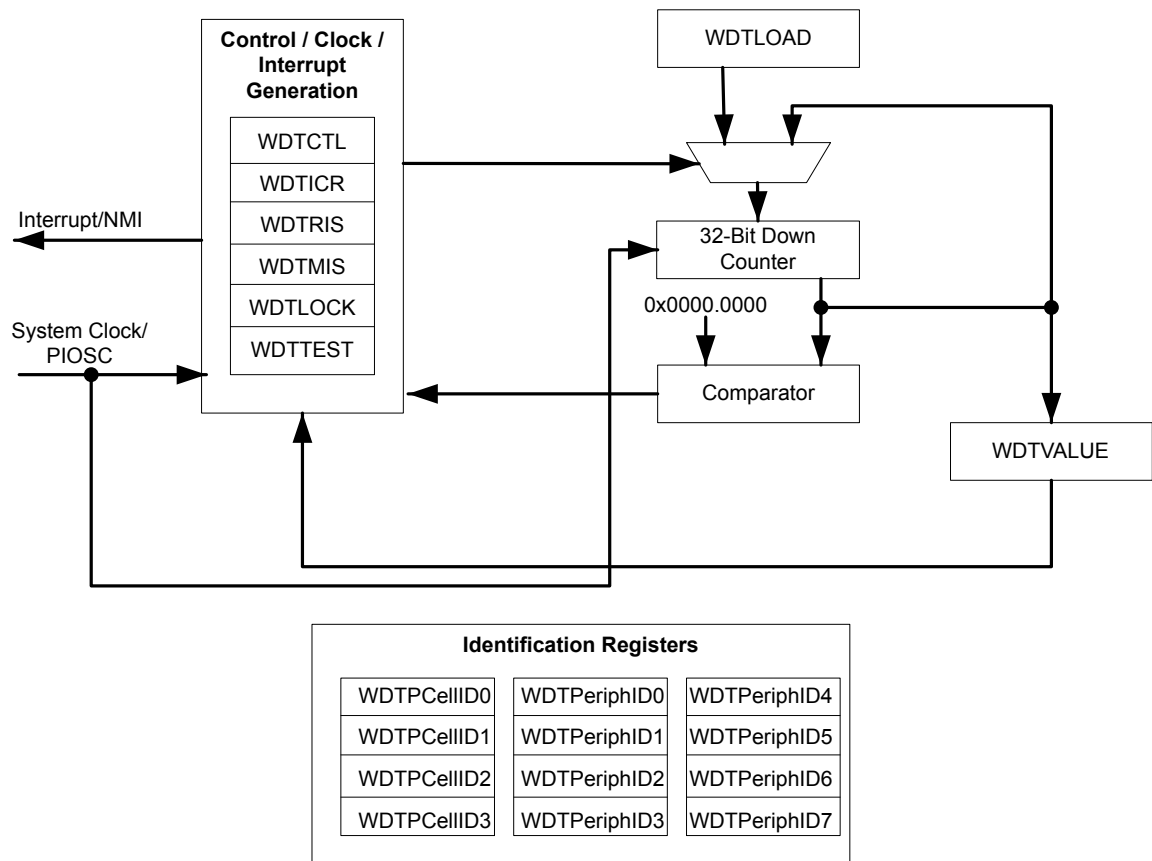 Control / Clock /
Interrupt
Generation
WDTCTL
WDTICR
WDTRIS
WDTMIS
WDTLOCK
WDTTEST
Interrupt/NMI
System Clock/
PIOSC
WDTLOAD
32-Bit Down
Counter
0x0000.0000
Comparator
WDTVALUE
Identification Registers
WDTPCellID0
WDTPeriphID0
WDTPeriphID4
WDTPCellID1
WDTPeriphID1
WDTPeriphID5
WDTPCellID2
WDTPeriphID2
WDTPeriphID6
WDTPCellID3
WDTPeriphID3
WDTPeriphID7